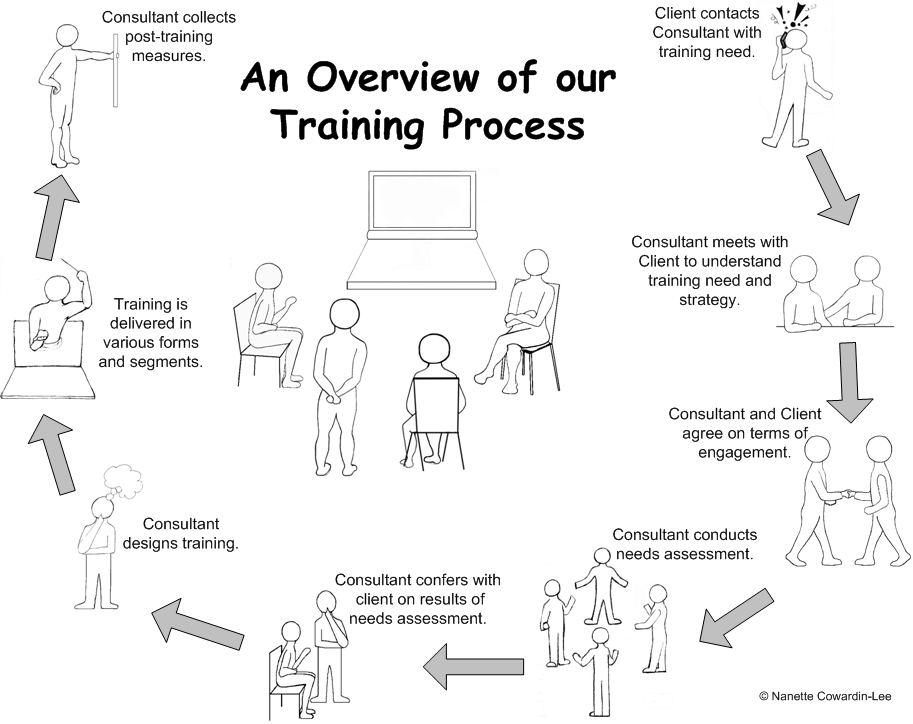 An Overview of our
Training Process
Client contacts
Consultant with
training need.
Consultant meets with
Client to understand
training need and
strategy.
Consultant and Client
agree on terms of
engagement.
Consultant conducts
needs assessment.
Consultant confers with
client on results of
needs assessment.
Consultant
designs training.
Training is
delivered in
various forms
and segments.
Consultant collects
post-training
measures.
© Nanette Cowardin-Lee